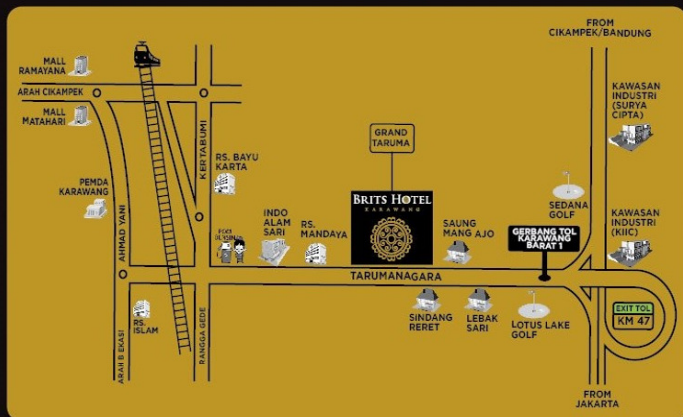 FROM
CIKAMPEK/BANDUNG
MALL
RAMAYANA
ARAH CIKAMPEK
MALL
MATAHARI
KAWASAN
INDUSTRI
(SURYA
CIPTA)
GRAND
TARUMA
KERTABUMI
RS. BAYU
KARTA
PEMDA
KARAWANG
BRITS HOTEL
KARAWANG
SEDANA
GOLF
AHMAD YANI
INDO
ALAM
SARI
RS.
MANDAYA
SAUNG
MANG AJO
GERBANG TOL
KARAWANG
BARAT 1
KAWASAN
INDUSTRI
(KIIC)
TARUMANAGARA
RS.
ISLAM
SINDANG
RERET
LEBAK
SARI
LOTUS LAKE
GOLF
EXIT TOL
KM 47
ARAH BEKASI
RANGGA GEDE
FROM
JAKARTA